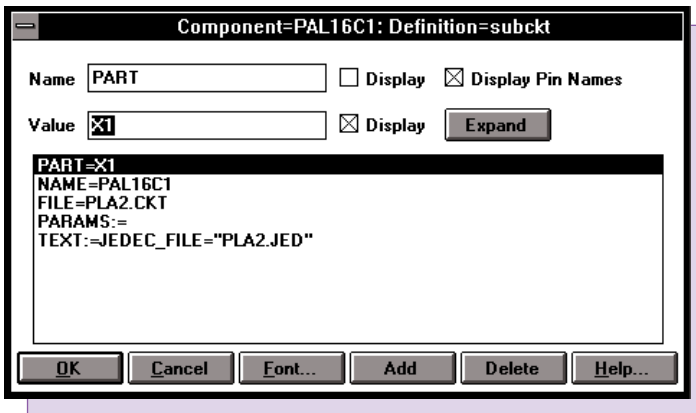 Component=PAL16C1: Definition=subckt
Name PART Display Display Pin Names
Value X1 Display Expand
PART=X1
NAME=PAL16C1
FILE=PLA2.CKT
PARAMS:=
TEXT:=JEDEC_FILE="PLA2.JED"
OK Cancel Font... Add Delete Help...